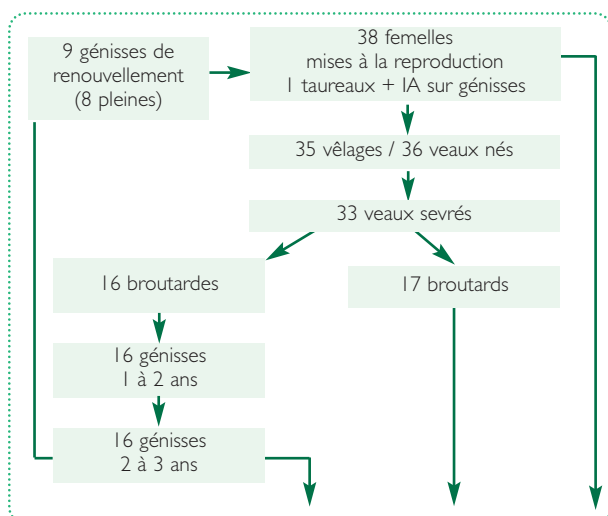 9 génisses de
renouvellement
(8 pleines)
38 femelles
mises à la reproduction
1 taureaux + IA sur génisses
35 vêlages / 36 veaux nés
33 veaux sevrés
16 broutardes
17 broutards
16 génisses
1 à 2 ans
16 génisses
2 à 3 ans